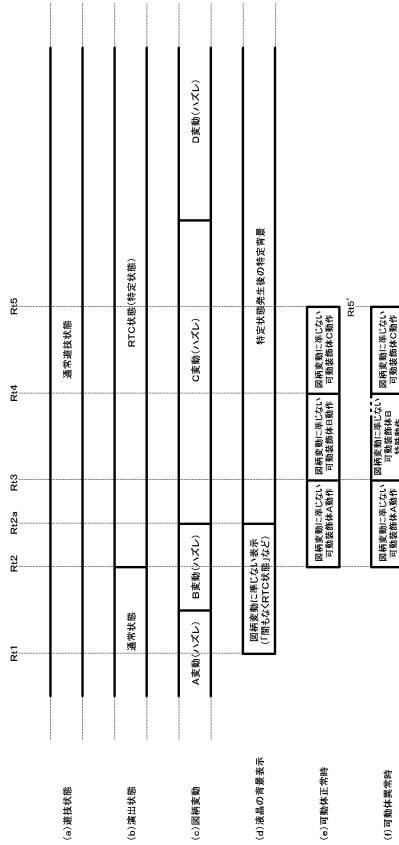 Rt1
Rt2
Rt2a
Rt3
Rt4
Rt5
(a)遊技状態
通常遊技状態
(b)演出状態
通常状態
RTC状態(特定状態)
(c)図柄変動
A変動(ハズレ)
B変動(ハズレ)
C変動(ハズレ)
D変動(ハズレ)
(d)液晶の背景表示
図柄変動に準じない表示
(「間もなくRTC状態」など)
特定状態発生後の特定背景
(e)可動体正常時
図柄変動に準じない
可動装飾体A動作
図柄変動に準じない
可動装飾体B動作
図柄変動に準じない
可動装飾体C動作
Rt5'
(f)可動体異常時
図柄変動に準じない
可動装飾体A動作
図柄変動に準じない
可動装飾体B
図柄変動に準じない
可動装飾体C動作